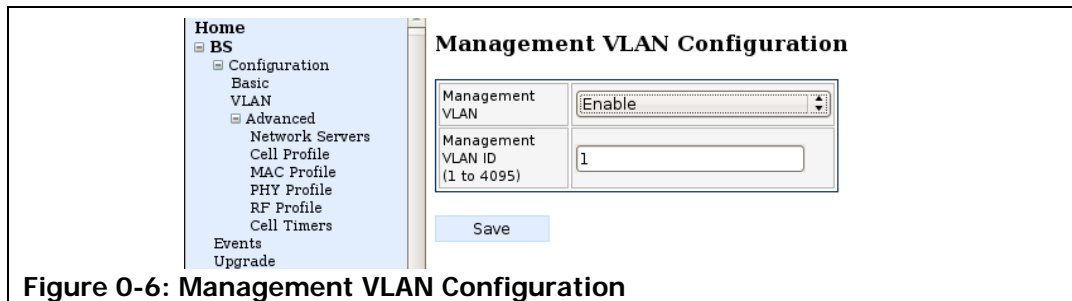 Home
BS
Configuration
Basic
VLAN
Advanced
Network Servers
Cell Profile
MAC Profile
PHY Profile
RF Profile
Cell Timers
Events
Upgrade
Management VLAN Configuration
Management
VLAN
Enable
Management
VLAN ID
(1 to 4095)
1
Save
Figure 0-6: Management VLAN Configuration